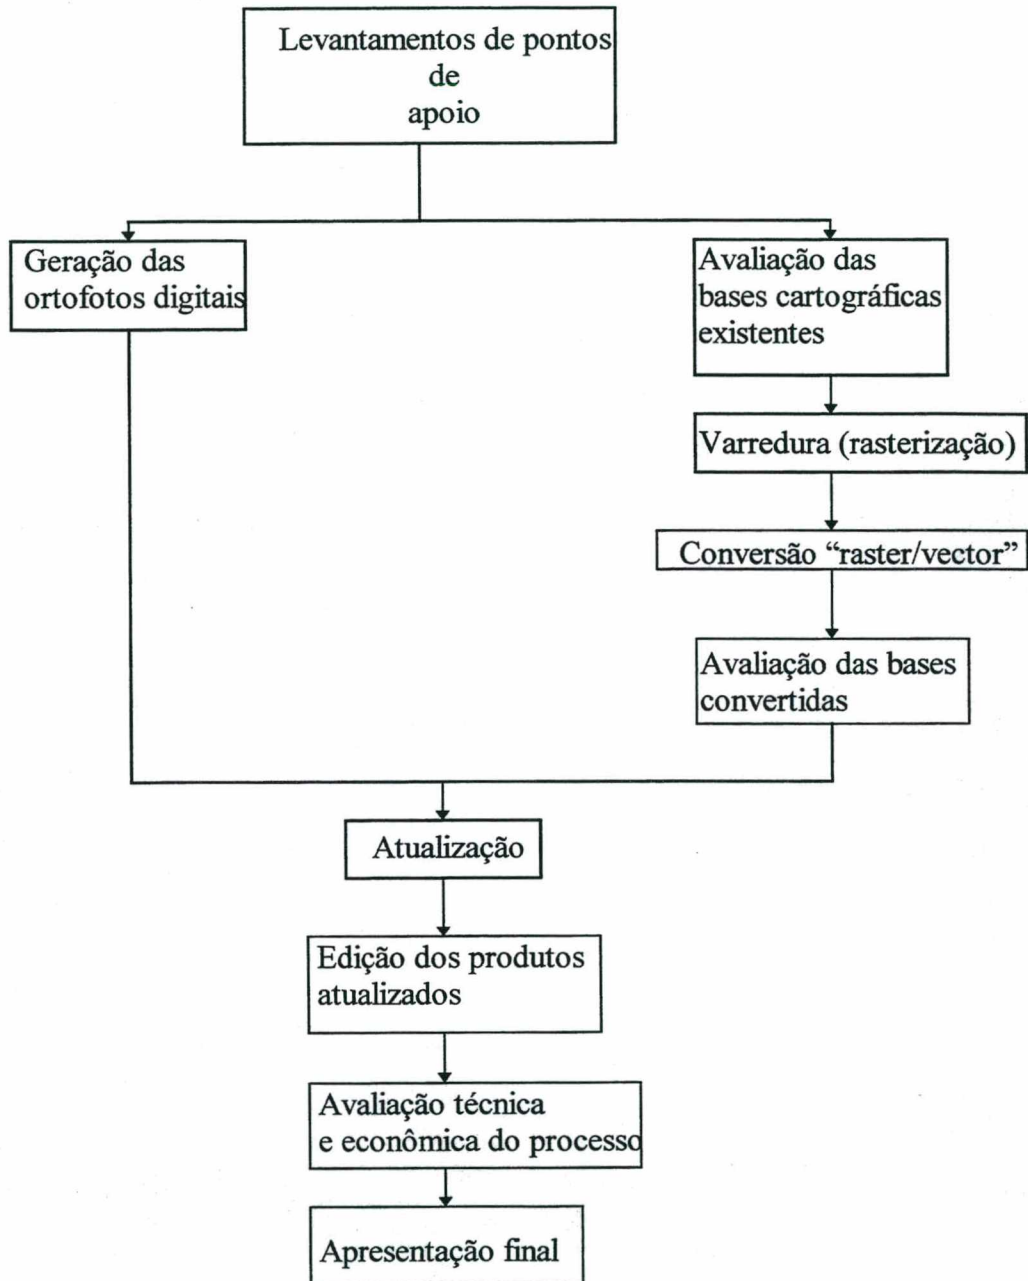 Levantamentos de pontos
de
apoio
Geração das
ortofotos digitais
Avaliação das
bases cartográficas
existentes
Varredura (rasterização)
Conversão “raster/vector”
Avaliação das bases
convertidas
Atualização
Edição dos produtos
atualizados
Avaliação técnica
e econômica do processo
Apresentação final